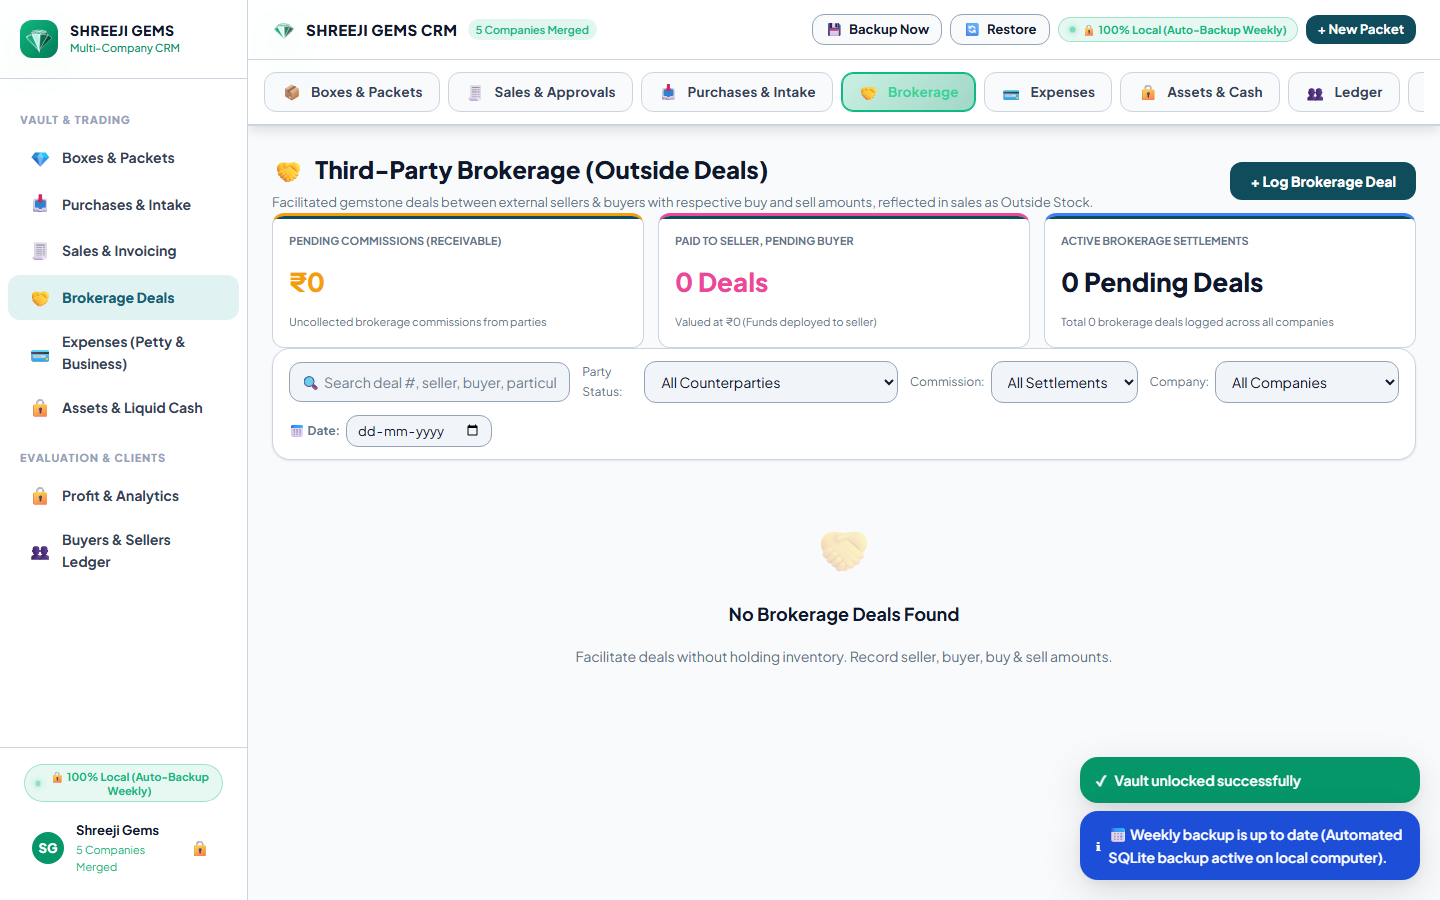 SHREEJI GEMS
Multi-Company CRM
VAULT & TRADING
Boxes & Packets
Purchases & Intake
Sales & Invoicing
Brokerage Deals
Expenses (Petty &
Business)
Assets & Liquid Cash
EVALUATION & CLIENTS
Profit & Analytics
Buyers & Sellers
Ledger
100% Local (Auto-Backup
Weekly)
SG
Shreeji Gems
5 Companies
Merged
SHREEJI GEMS CRM
5 Companies Merged
Backup Now
Restore
100% Local (Auto-Backup Weekly)
+ New Packet
Boxes & Packets
Sales & Approvals
Purchases & Intake
Brokerage
Expenses
Assets & Cash
Ledger
Third-Party Brokerage (Outside Deals)
Facilitated gemstone deals between external sellers & buyers with respective buy and sell amounts, reflected in sales as Outside Stock.
+ Log Brokerage Deal
PENDING COMMISSIONS (RECEIVABLE)
₹0
Uncollected brokerage commissions from parties
PAID TO SELLER, PENDING BUYER
0 Deals
Valued at ₹0 (Funds deployed to seller)
ACTIVE BROKERAGE SETTLEMENTS
0 Pending Deals
Total 0 brokerage deals logged across all companies
Search deal #, seller, buyer, particul
Party
Status:
All Counterparties
Commission:
All Settlements
Company:
All Companies
Date:
dd-mm-yyyy
No Brokerage Deals Found
Facilitate deals without holding inventory. Record seller, buyer, buy & sell amounts.
✓ Vault unlocked successfully
ℹ Weekly backup is up to date (Automated
SQLite backup active on local computer).